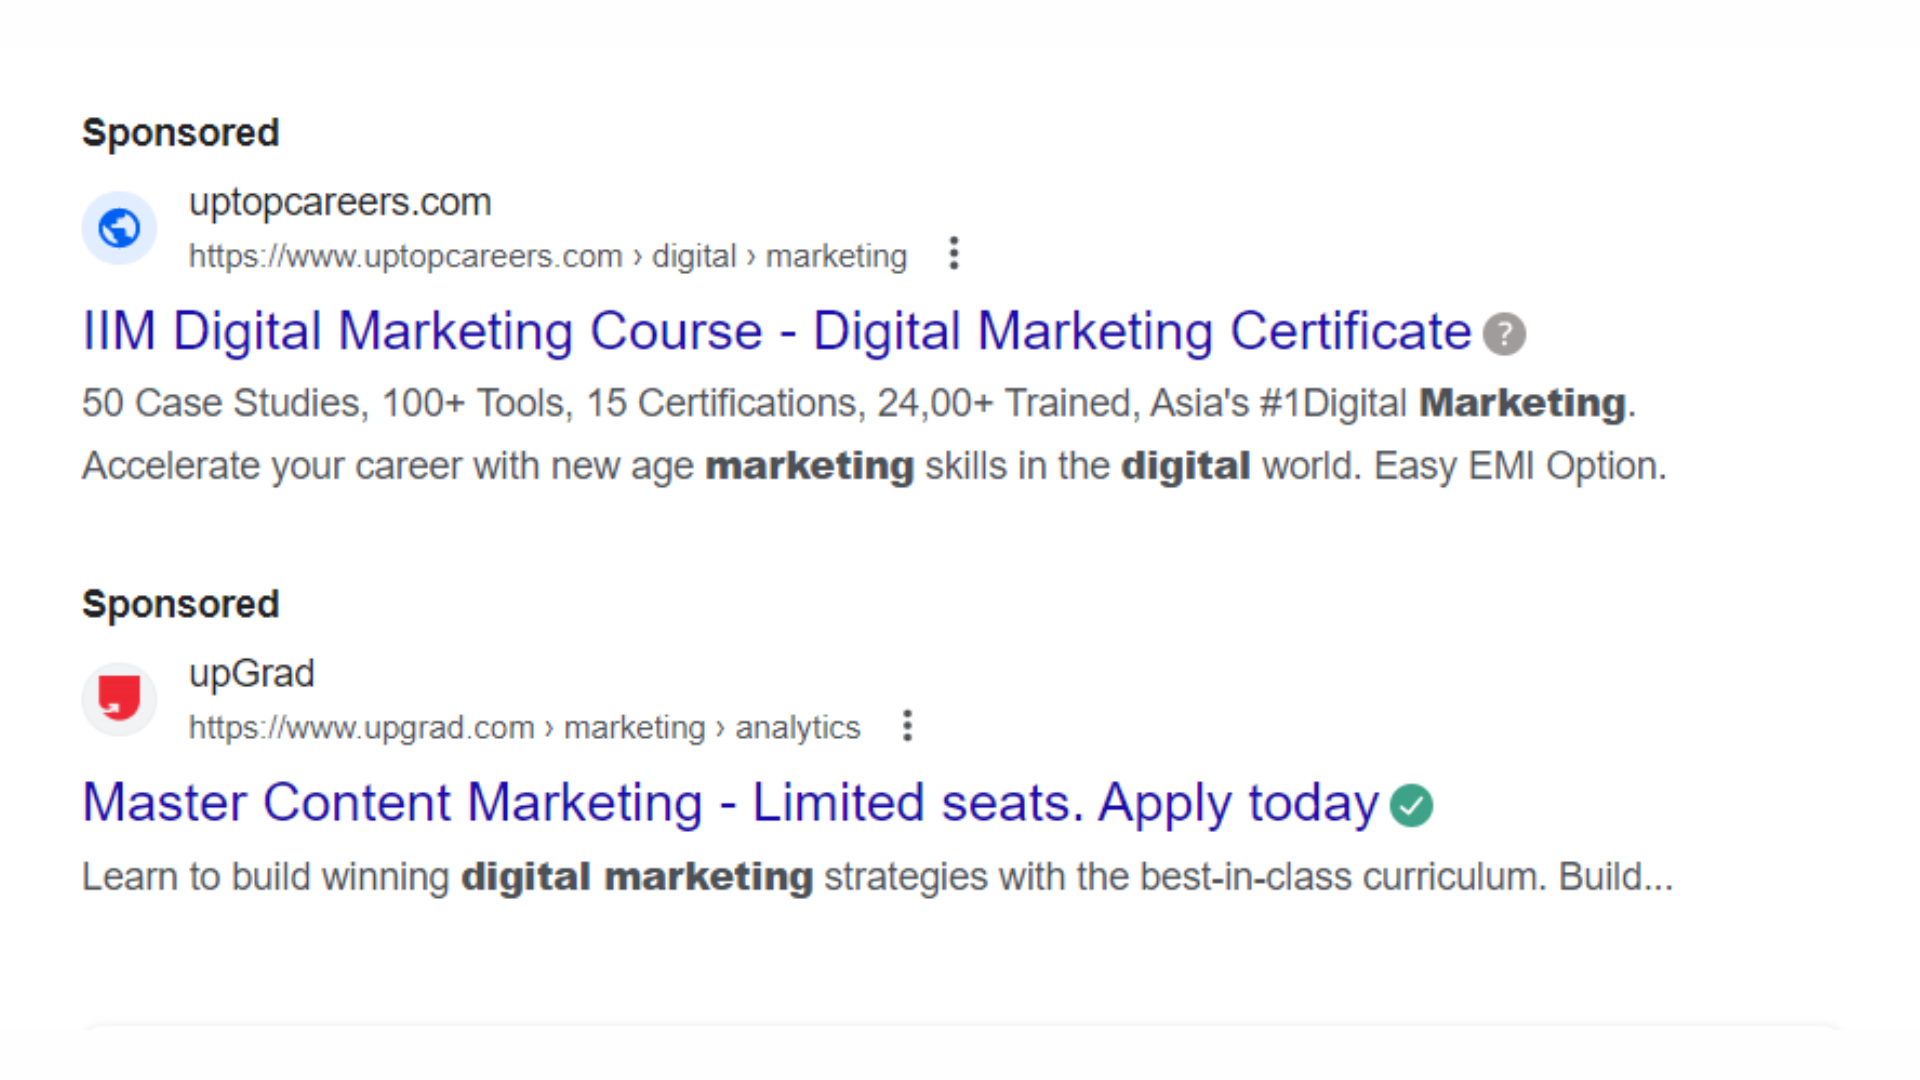 Sponsored
uptopcareers.com
https://www.uptopcareers.com › digital › marketing
IIM Digital Marketing Course - Digital Marketing Certificate ?
50 Case Studies, 100+ Tools, 15 Certifications, 24,00+ Trained, Asia's #1Digital Marketing.
Accelerate your career with new age marketing skills in the digital world. Easy EMI Option.
Sponsored
upGrad
https://www.upgrad.com › marketing › analytics
Master Content Marketing - Limited seats. Apply today
Learn to build winning digital marketing strategies with the best-in-class curriculum. Build...